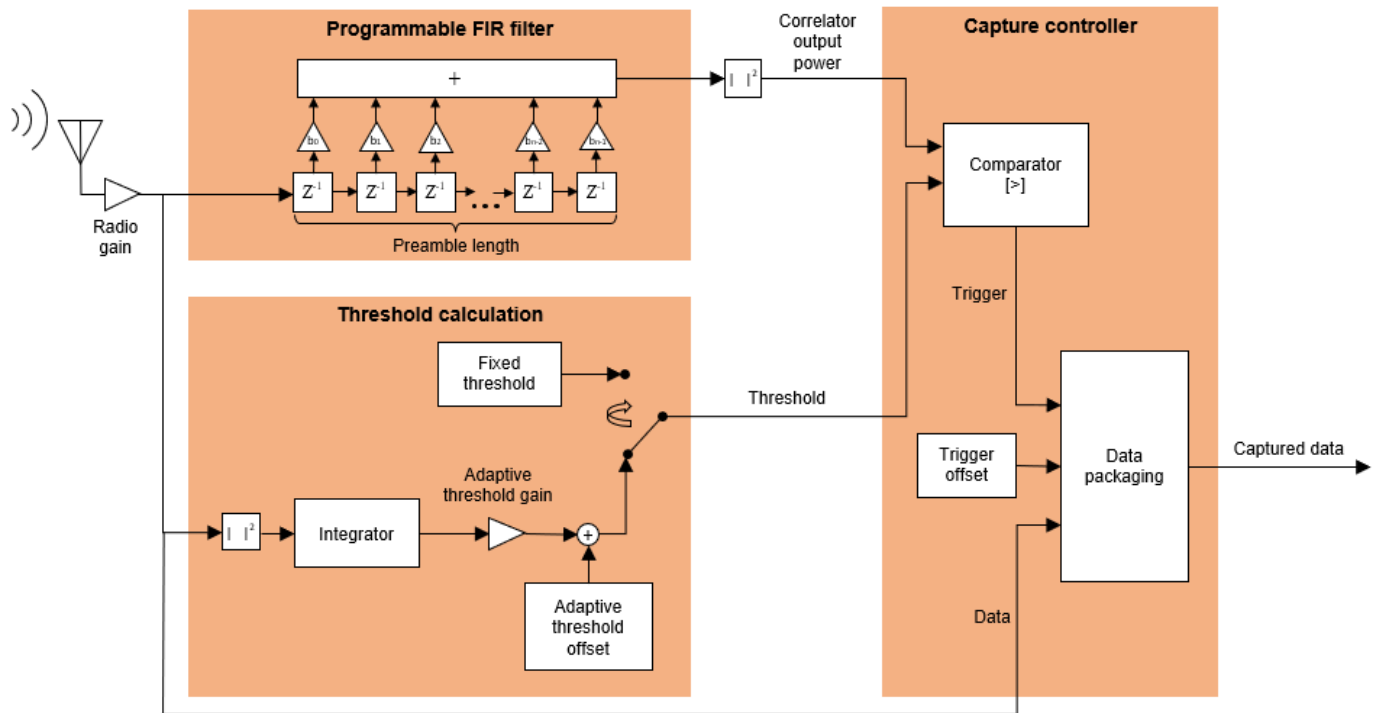 Programmable FIR filter
+
b0
b1
b2
bn-2
bn-1
Z-1
Z-1
Z-1
...
Z-1
Z-1
Preamble length
Radio
gain
| |2
Correlator
output
power
Capture controller
Comparator
[>]
Trigger
Threshold calculation
Fixed
threshold
Threshold
Adaptive
threshold gain
| |2
Integrator
+
Adaptive
threshold
offset
Trigger
offset
Data
packaging
Captured data
Data